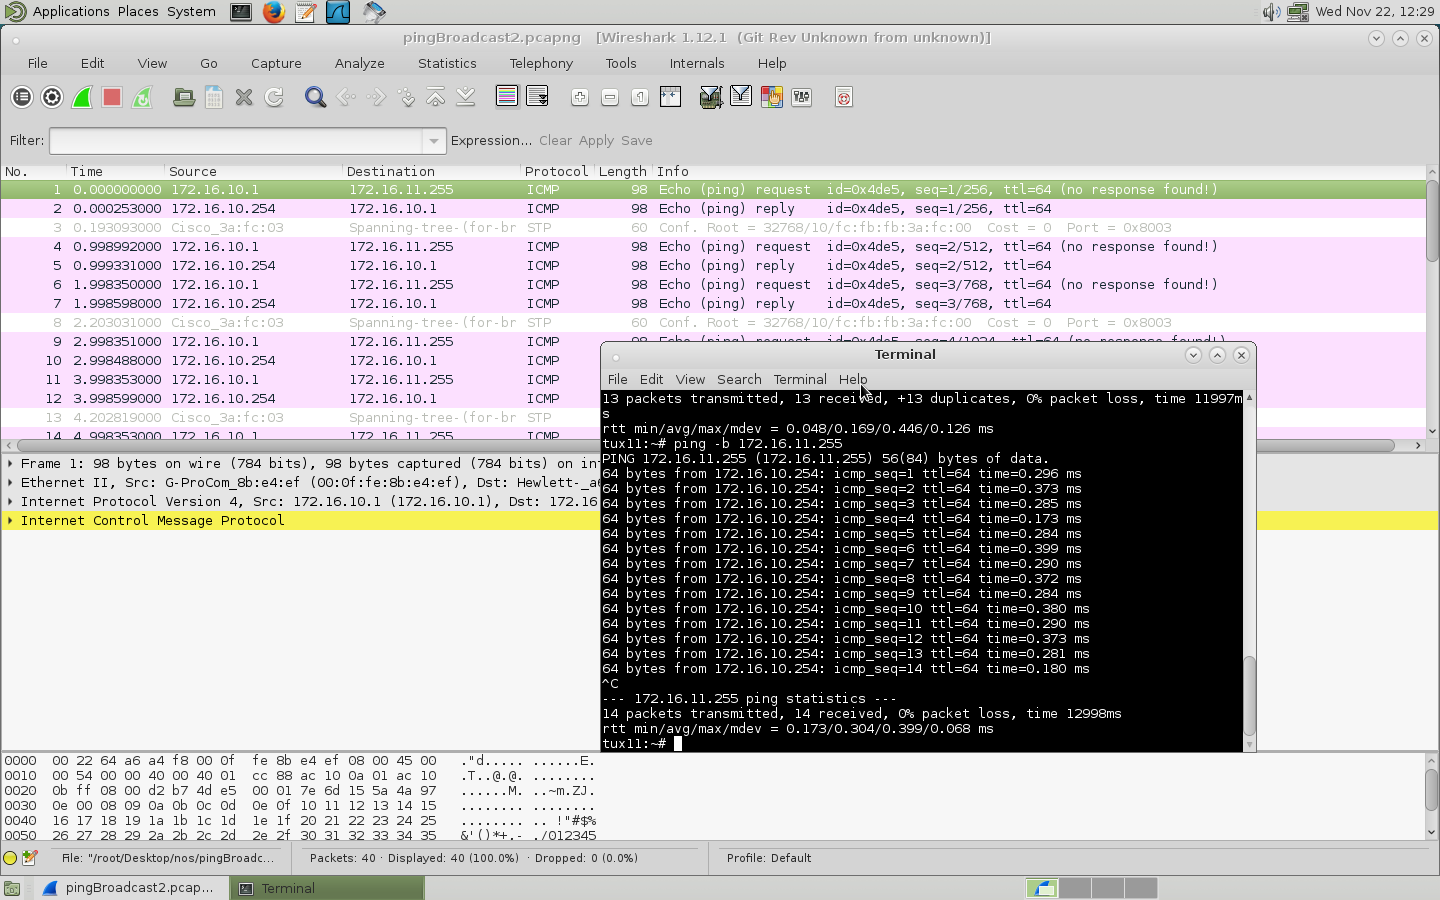 Applications Places System Wed Nov 22, 12:29
pingBroadcast2.pcapng [Wireshark 1.12.1 (Git Rev Unknown from unknown)]
File Edit View Go Capture Analyze Statistics Telephony Tools Internals Help
Filter: Expression... Clear Apply Save
No. Time Source Destination Protocol Length Info
1 0.000000000 172.16.10.1 172.16.11.255 ICMP 98 Echo (ping) request id=0x4de5, seq=1/256, ttl=64 (no response found!)
2 0.000253000 172.16.10.254 172.16.10.1 ICMP 98 Echo (ping) reply id=0x4de5, seq=1/256, ttl=64
3 0.193093000 Cisco_3a:fc:03 Spanning-tree-(for-br STP 60 Conf. Root = 32768/10/fc:fb:fb:3a:fc:00 Cost = 0 Port = 0x8003
4 0.998992000 172.16.10.1 172.16.11.255 ICMP 98 Echo (ping) request id=0x4de5, seq=2/512, ttl=64 (no response found!)
5 0.999331000 172.16.10.254 172.16.10.1 ICMP 98 Echo (ping) reply id=0x4de5, seq=2/512, ttl=64
6 1.998350000 172.16.10.1 172.16.11.255 ICMP 98 Echo (ping) request id=0x4de5, seq=3/768, ttl=64 (no response found!)
7 1.998598000 172.16.10.254 172.16.10.1 ICMP 98 Echo (ping) reply id=0x4de5, seq=3/768, ttl=64
8 2.203031000 Cisco_3a:fc:03 Spanning-tree-(for-br STP 60 Conf. Root = 32768/10/fc:fb:fb:3a:fc:00 Cost = 0 Port = 0x8003
9 2.998351000 172.16.10.1 172.16.11.255 ICMP
10 2.998488000 172.16.10.254 172.16.10.1 ICMP
11 3.998353000 172.16.10.1 172.16.11.255 ICMP
12 3.998599000 172.16.10.254 172.16.10.1 ICMP
13 4.202819000 Cisco_3a:fc:03 Spanning-tree-(for-br STP
14 4.998353000 172.16.10.1 172.16.11.255 ICMP
Frame 1: 98 bytes on wire (784 bits), 98 bytes captured (784 bits) on in
Ethernet II, Src: G-ProCom_8b:e4:ef (00:0f:fe:8b:e4:ef), Dst: Hewlett-_a
Internet Protocol Version 4, Src: 172.16.10.1 (172.16.10.1), Dst: 172.16
Internet Control Message Protocol
Terminal
File Edit View Search Terminal Help
13 packets transmitted, 13 received, +13 duplicates, 0% packet loss, time 11997m
s
rtt min/avg/max/mdev = 0.048/0.169/0.446/0.126 ms
tux11:~# ping -b 172.16.11.255
PING 172.16.11.255 (172.16.11.255) 56(84) bytes of data.
64 bytes from 172.16.10.254: icmp_seq=1 ttl=64 time=0.296 ms
64 bytes from 172.16.10.254: icmp_seq=2 ttl=64 time=0.373 ms
64 bytes from 172.16.10.254: icmp_seq=3 ttl=64 time=0.285 ms
64 bytes from 172.16.10.254: icmp_seq=4 ttl=64 time=0.173 ms
64 bytes from 172.16.10.254: icmp_seq=5 ttl=64 time=0.284 ms
64 bytes from 172.16.10.254: icmp_seq=6 ttl=64 time=0.399 ms
64 bytes from 172.16.10.254: icmp_seq=7 ttl=64 time=0.290 ms
64 bytes from 172.16.10.254: icmp_seq=8 ttl=64 time=0.372 ms
64 bytes from 172.16.10.254: icmp_seq=9 ttl=64 time=0.284 ms
64 bytes from 172.16.10.254: icmp_seq=10 ttl=64 time=0.380 ms
64 bytes from 172.16.10.254: icmp_seq=11 ttl=64 time=0.290 ms
64 bytes from 172.16.10.254: icmp_seq=12 ttl=64 time=0.373 ms
64 bytes from 172.16.10.254: icmp_seq=13 ttl=64 time=0.281 ms
64 bytes from 172.16.10.254: icmp_seq=14 ttl=64 time=0.180 ms
^C
--- 172.16.11.255 ping statistics ---
14 packets transmitted, 14 received, 0% packet loss, time 12998ms
rtt min/avg/max/mdev = 0.173/0.304/0.399/0.068 ms
tux11:~#
0000 00 22 64 a6 a4 f8 00 0f fe 8b e4 ef 08 00 45 00 ."d..... ......E.
0010 00 54 00 00 40 00 40 01 cc 88 ac 10 0a 01 ac 10 .T..@.@. ........
0020 0b ff 08 00 d2 b7 4d e5 00 01 7e 6d 15 5a 4a 97 ......M. ..~m.ZJ.
0030 0e 00 08 09 0a 0b 0c 0d 0e 0f 10 11 12 13 14 15 ........ ........
0040 16 17 18 19 1a 1b 1c 1d 1e 1f 20 21 22 23 24 25 ........ .. !"#$%
0050 26 27 28 29 2a 2b 2c 2d 2e 2f 30 31 32 33 34 35 &'()*+,- ./012345
File: "/root/Desktop/nos/pingBroadc... Packets: 40 · Displayed: 40 (100.0%) · Dropped: 0 (0.0%) Profile: Default
pingBroadcast2.pcap... Terminal